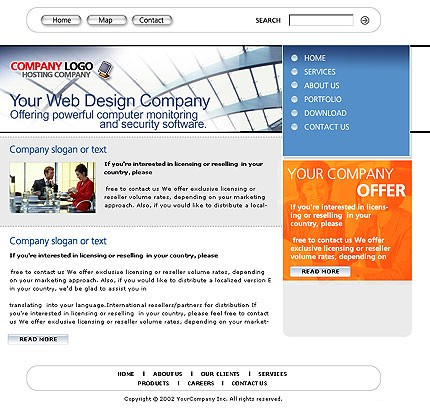 Home Map Contact SEARCH
COMPANY LOGO
HOSTING COMPANY
Your Web Design Company
Offering powerful computer monitoring
and security software.
HOME
SERVICES
ABOUT US
PORTFOLIO
DOWNLOAD
CONTACT US
Company slogan or text
If you're interested in licensing or reselling in your
country, please
free to contact us We offer exclusive licensing or
reseller volume rates, depending on your marketing
approach. Also, if you would like to distribute a local-
YOUR COMPANY
OFFER
If you're interested in licens-
ing or reselling in your
country, please
free to contact us We offer
exclusive licensing or reseller
volume rates, depending on
READ MORE
Company slogan or text
If you're interested in licensing or reselling in your country, please
free to contact us We offer exclusive licensing or reseller volume rates, depending
on your marketing approach. Also, if you would like to distribute a localized version E
in your country, we'd be glad to assist you in
translating into your language.International resellers/partners for distribution If
you're interested in licensing or reselling in your country, please feel free to contact
us We offer exclusive licensing or reseller volume rates, depending on your market-
READ MORE
HOME | ABOUT US | OUR CLIENTS | SERVICES
PRODUCTS | CAREERS | CONTACT US
Copyright © 2002 YourCompany Inc. All rights reserved.